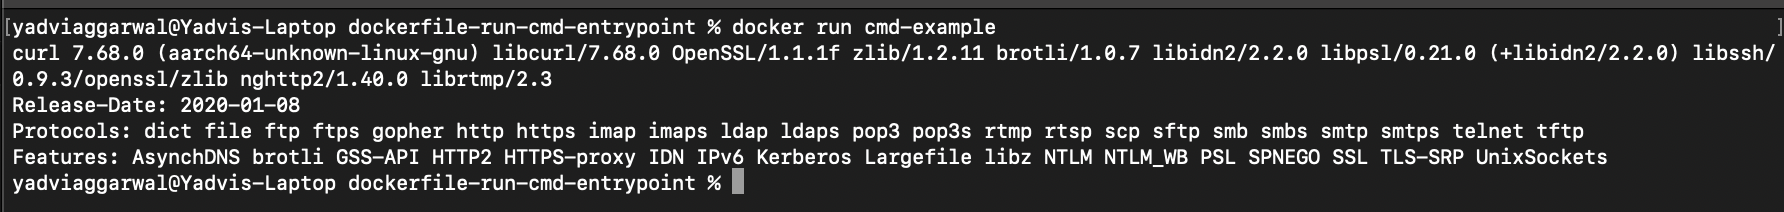 [yadviaggarwal@Yadvis-Laptop dockerfile-run-cmd-entrypoint % docker run cmd-example ]
curl 7.68.0 (aarch64-unknown-linux-gnu) libcurl/7.68.0 OpenSSL/1.1.1f zlib/1.2.11 brotli/1.0.7 libidn2/2.2.0 libpsl/0.21.0 (+libidn2/2.2.0) libssh/
0.9.3/openssl/zlib nghttp2/1.40.0 librtmp/2.3
Release-Date: 2020-01-08
Protocols: dict file ftp ftps gopher http https imap imaps ldap ldaps pop3 pop3s rtmp rtsp scp sftp smb smbs smtp smtps telnet tftp
Features: AsynchDNS brotli GSS-API HTTP2 HTTPS-proxy IDN IPv6 Kerberos Largefile libz NTLM NTLM_WB PSL SPNEGO SSL TLS-SRP UnixSockets
yadviaggarwal@Yadvis-Laptop dockerfile-run-cmd-entrypoint %